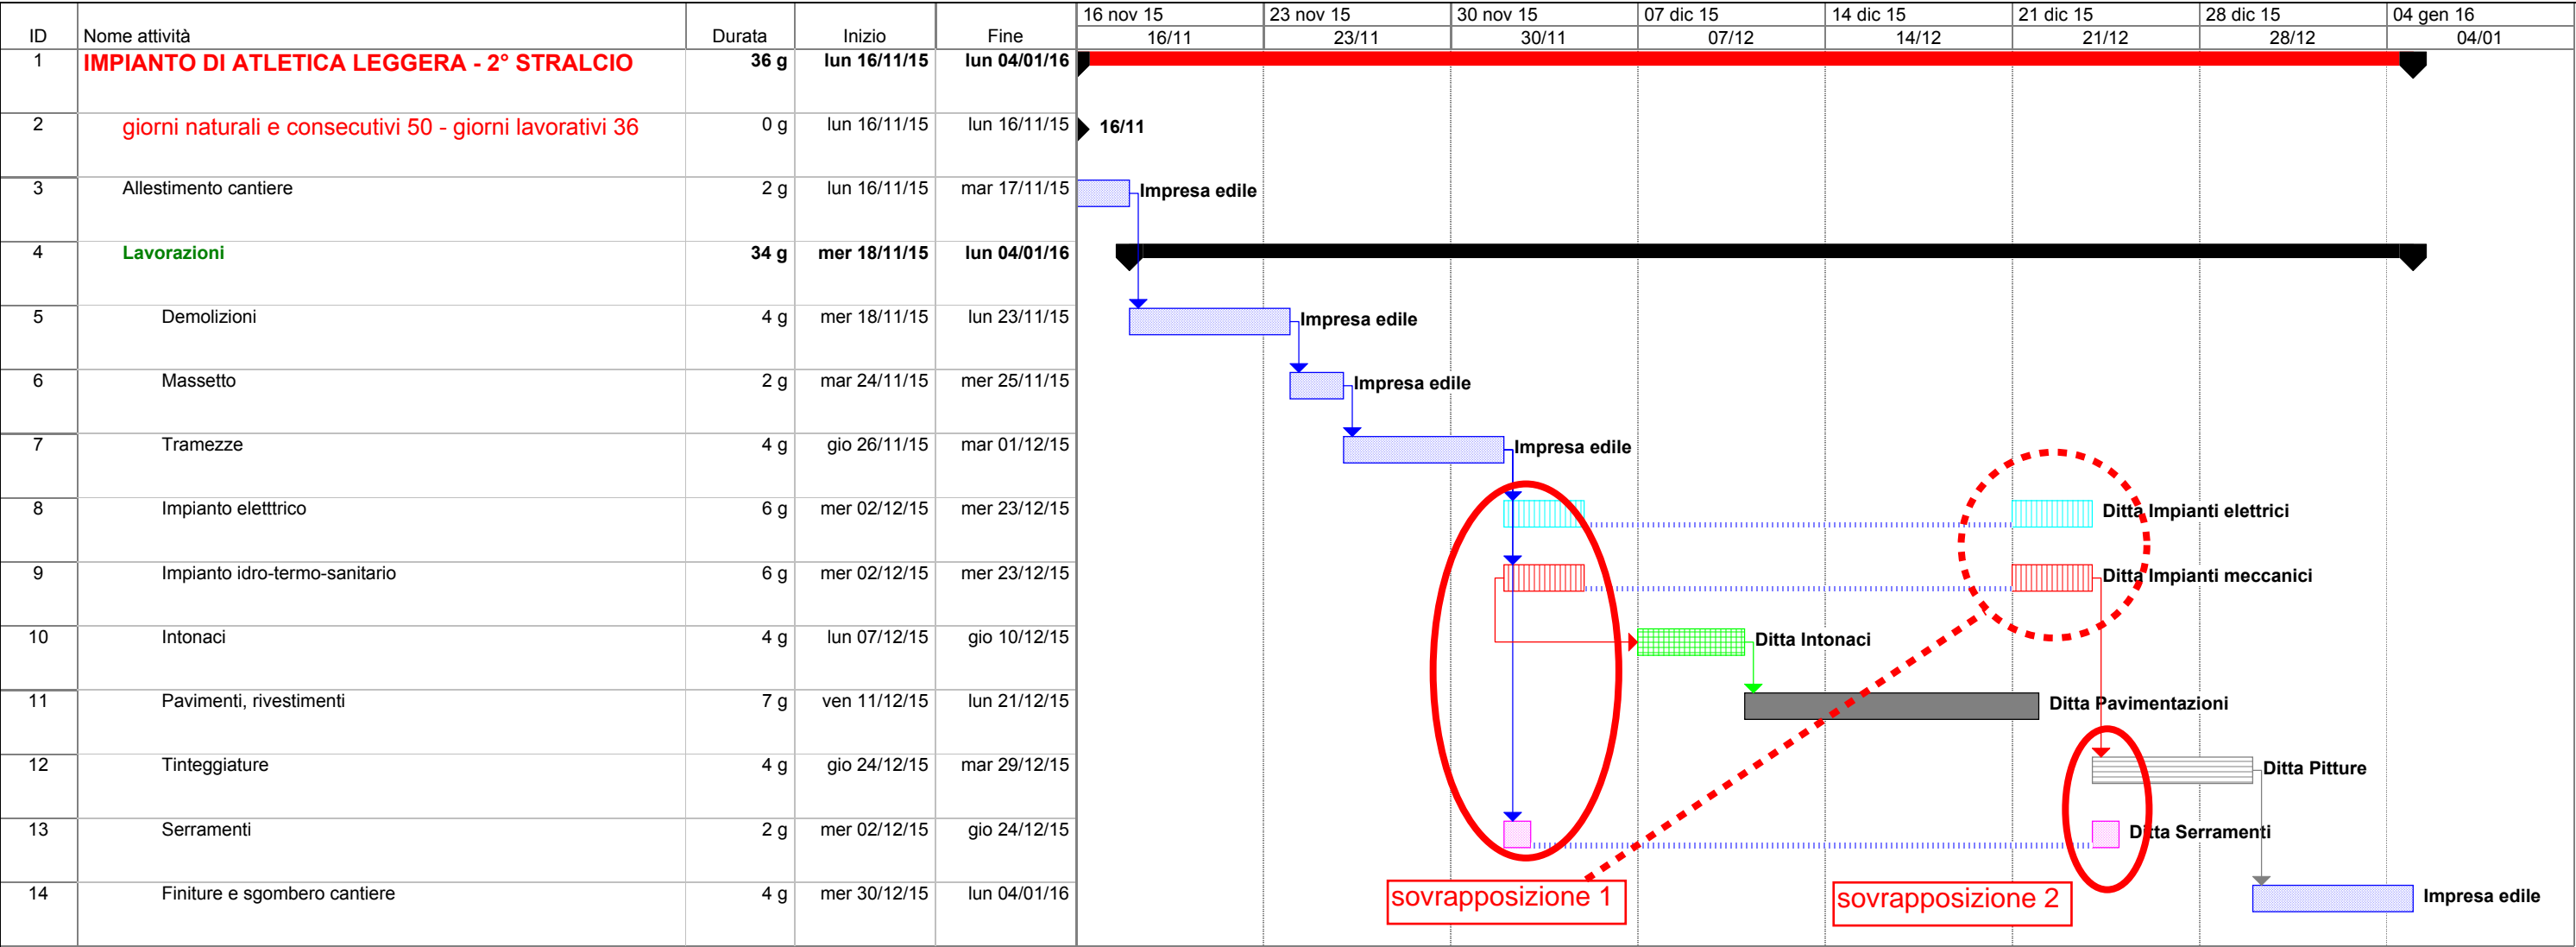 16 nov 15 23 nov 15 30 nov 15 07 dic 15 14 dic 15 21 dic 15 28 dic 15 04 gen 16
ID Nome attività Durata Inizio Fine 16/11 23/11 30/11 07/12 14/12 21/12 28/12 04/01
1 IMPIANTO DI ATLETICA LEGGERA - 2° STRALCIO 36 g lun 16/11/15 lun 04/01/16
2 giorni naturali e consecutivi 50 - giorni lavorativi 36 0 g lun 16/11/15 lun 16/11/15 16/11
3 Allestimento cantiere 2 g lun 16/11/15 mar 17/11/15 Impresa edile
4 Lavorazioni 34 g mer 18/11/15 lun 04/01/16
5 Demolizioni 4 g mer 18/11/15 lun 23/11/15 Impresa edile
6 Massetto 2 g mar 24/11/15 mer 25/11/15 Impresa edile
7 Tramezze 4 g gio 26/11/15 mar 01/12/15 Impresa edile
8 Impianto eletttrico 6 g mer 02/12/15 mer 23/12/15 Ditta Impianti elettrici
9 Impianto idro-termo-sanitario 6 g mer 02/12/15 mer 23/12/15 Ditta Impianti meccanici
10 Intonaci 4 g lun 07/12/15 gio 10/12/15 Ditta Intonaci
11 Pavimenti, rivestimenti 7 g ven 11/12/15 lun 21/12/15 Ditta Pavimentazioni
12 Tinteggiature 4 g gio 24/12/15 mar 29/12/15 Ditta Pitture
13 Serramenti 2 g mer 02/12/15 gio 24/12/15 Ditta Serramenti
14 Finiture e sgombero cantiere 4 g mer 30/12/15 lun 04/01/16 Impresa edile
sovrapposizione 1 sovrapposizione 2